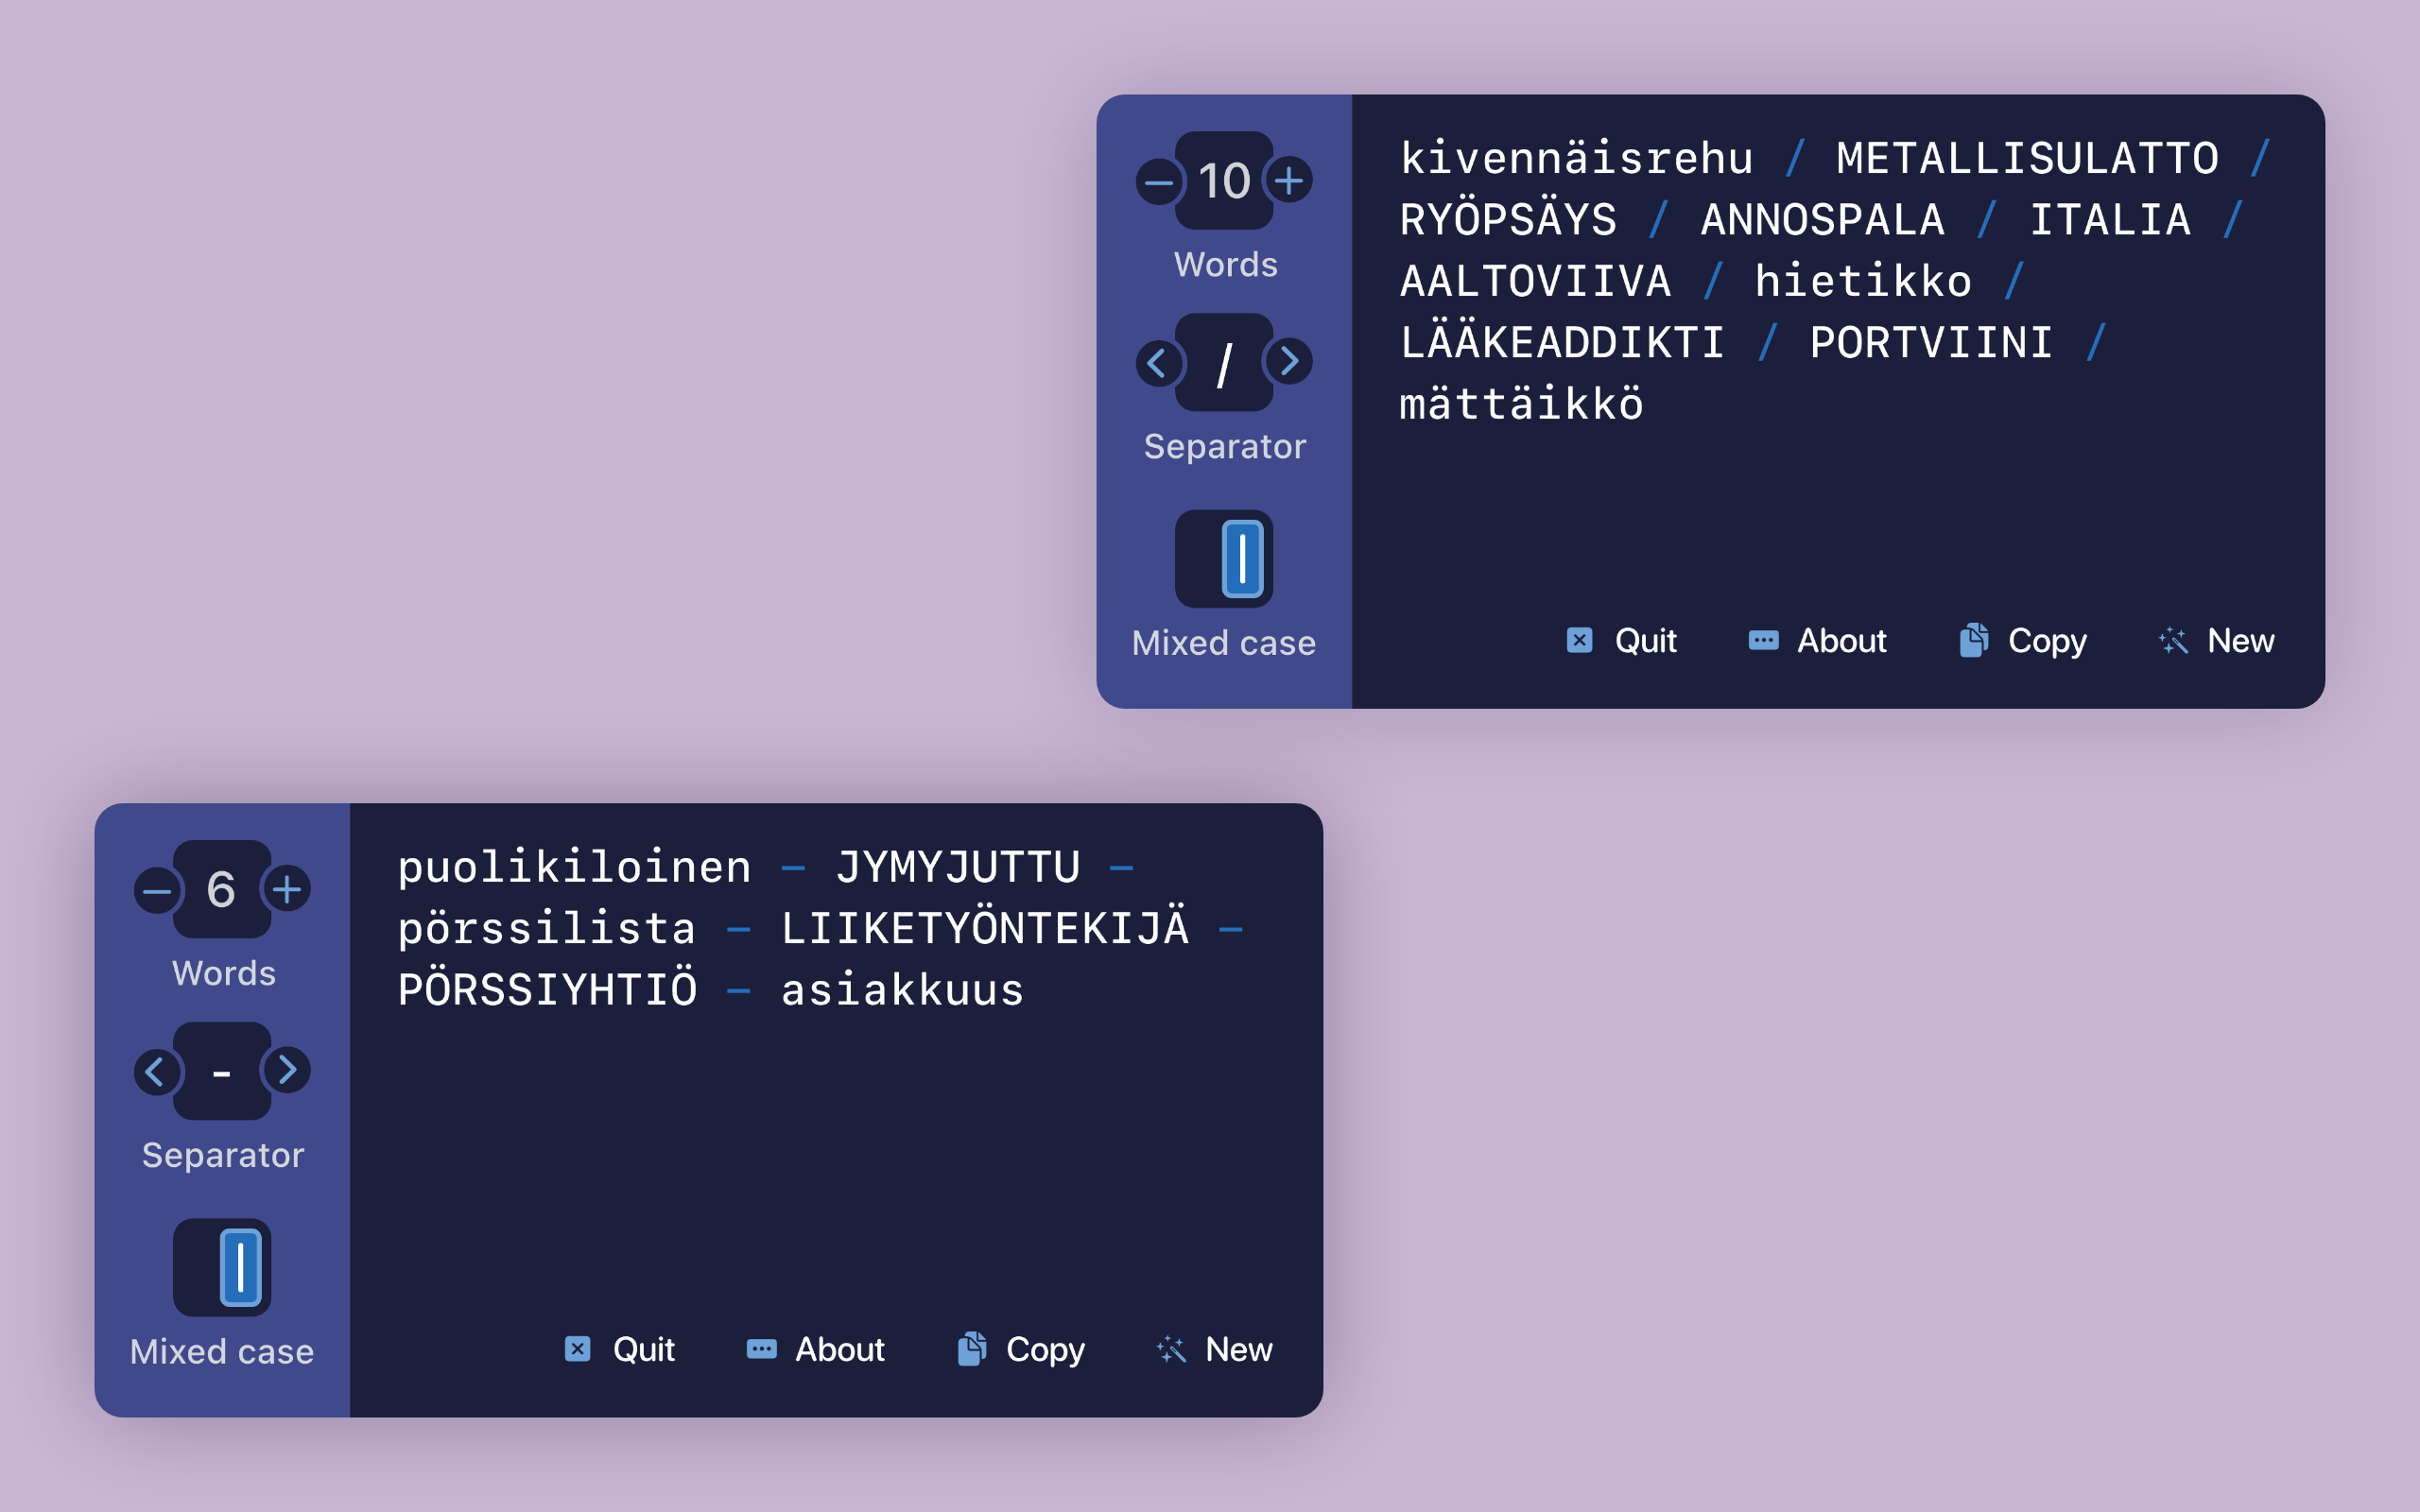 10
Words
/
Separator
Mixed case
kivennäisrehu / METALLISULATTO /
RYÖPSÄYS / ANNOSPALA / ITALIA /
AALTOVIIVA / hietikko /
LÄÄKEADDIKTI / PORTVIINI /
mättäikkö
Quit About Copy New
6
Words
-
Separator
Mixed case
puolikiloinen – JYMYJUTTU –
pörssilista – LIIKETYÖNTEKIJÄ –
PÖRSSIYHTIÖ – asiakkuus
Quit About Copy New